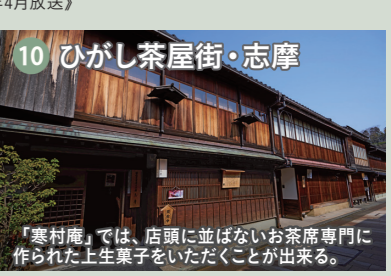 年4月放送》
10 ひがし茶屋街・志摩
「寒村庵」では、店頭に並ばないお茶席専門に
作られた上生菓子をいただくことが出来る。